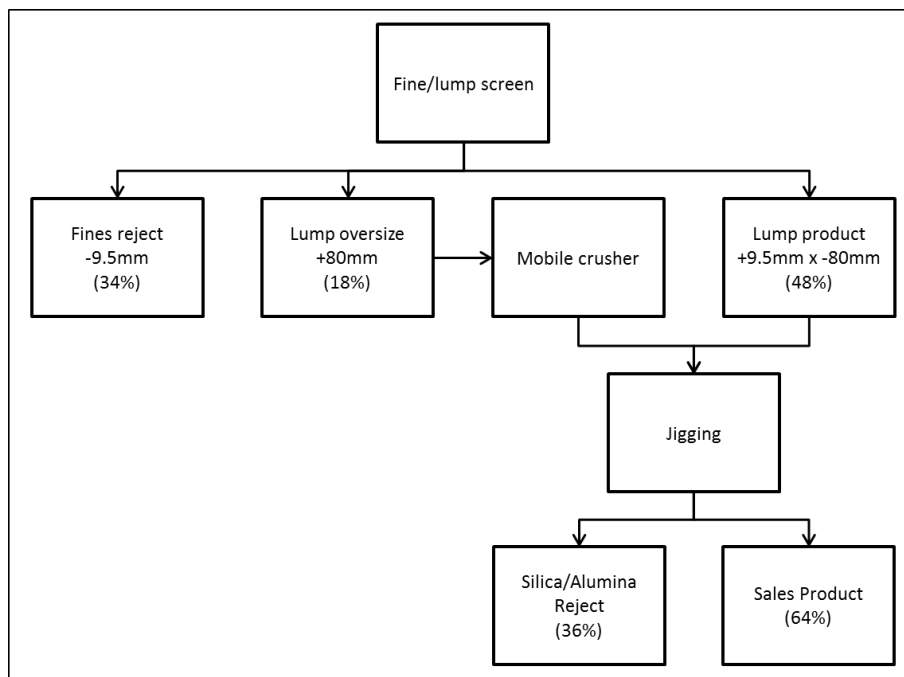 Fine/lump screen
Fines reject
-9.5mm
(34%)
Lump oversize
+80mm
(18%)
Mobile crusher
Lump product
+9.5mm x -80mm
(48%)
Jigging
Silica/Alumina
Reject
(36%)
Sales Product
(64%)